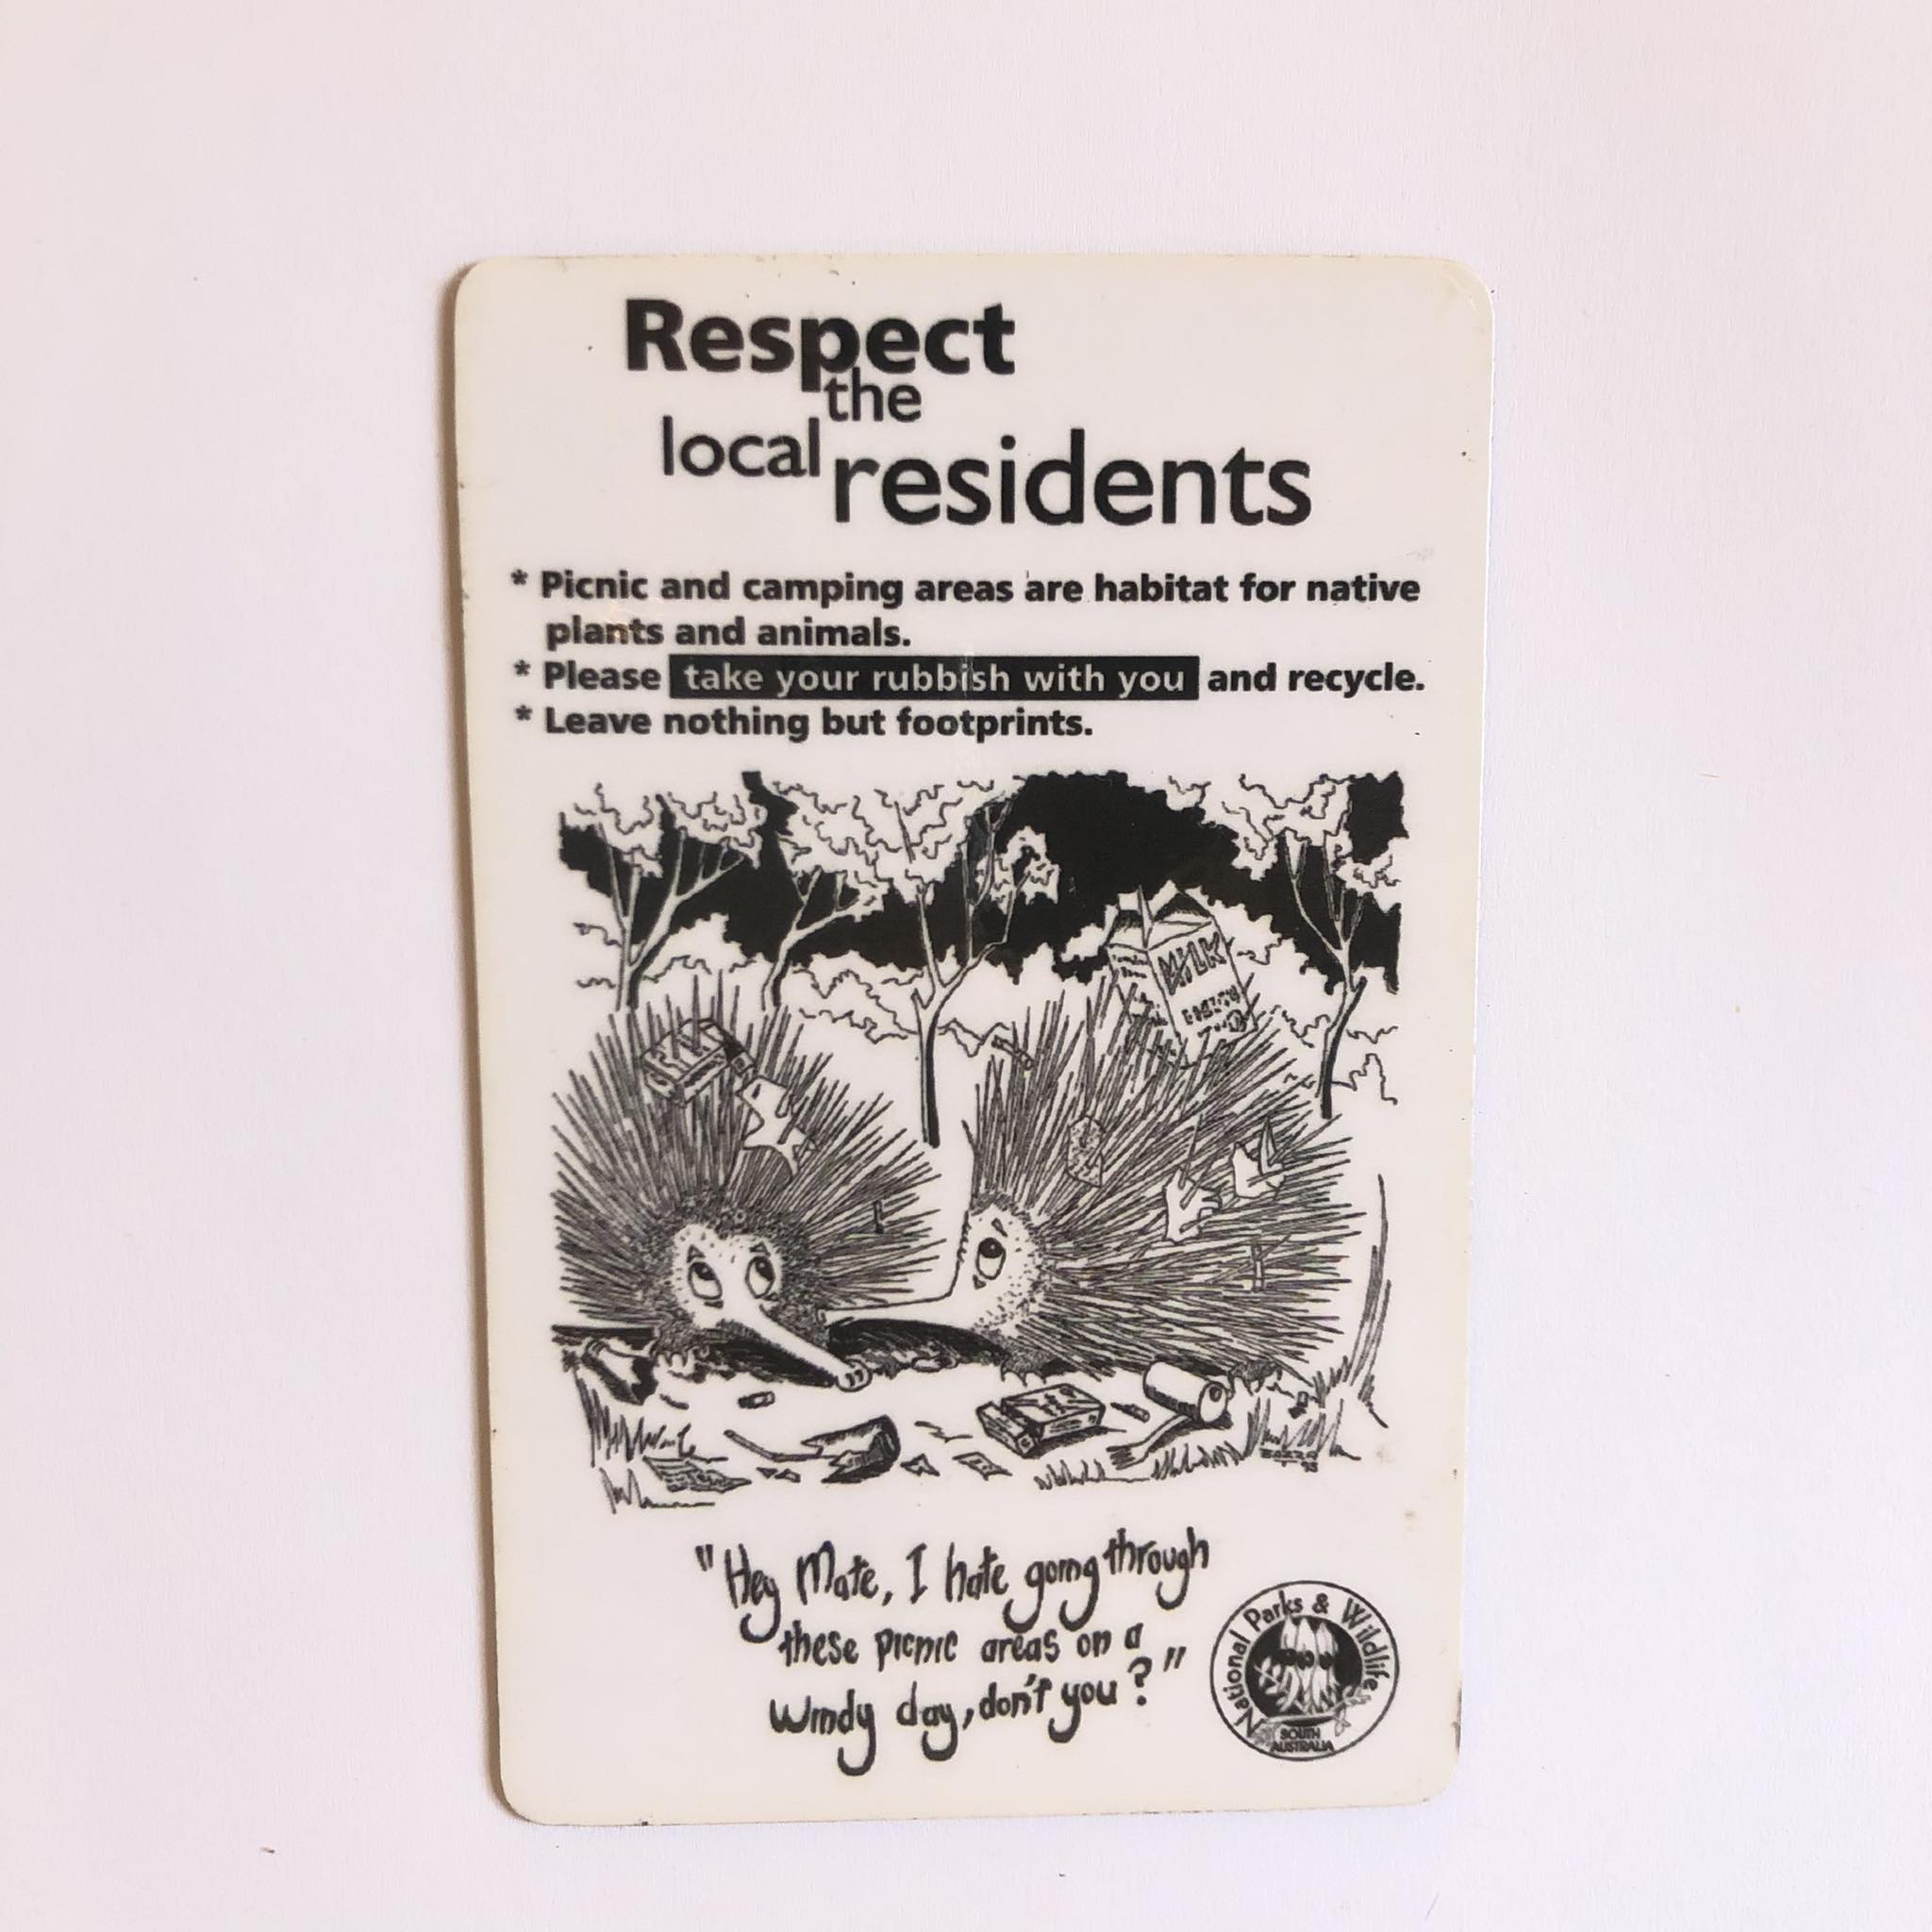 Respect
the
local residents
* Picnic and camping areas are habitat for native
plants and animals.
* Please take your rubbish with you and recycle.
* Leave nothing but footprints.
MILK
"Hey Mate, I hate going through
these picnic areas on a
windy day, don't you?"
National Parks & Wildlife
SOUTH
AUSTRALIA